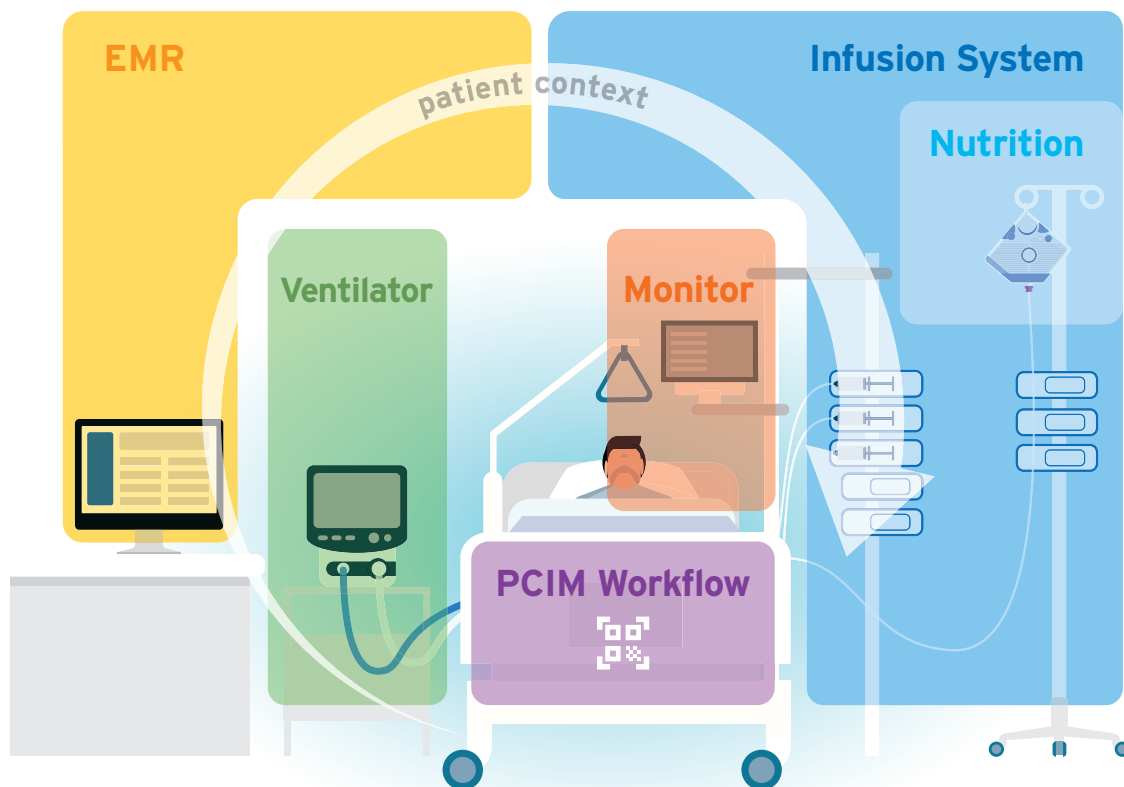 EMR
Infusion System
patient context
Nutrition
Ventilator
Monitor
PCIM Workflow